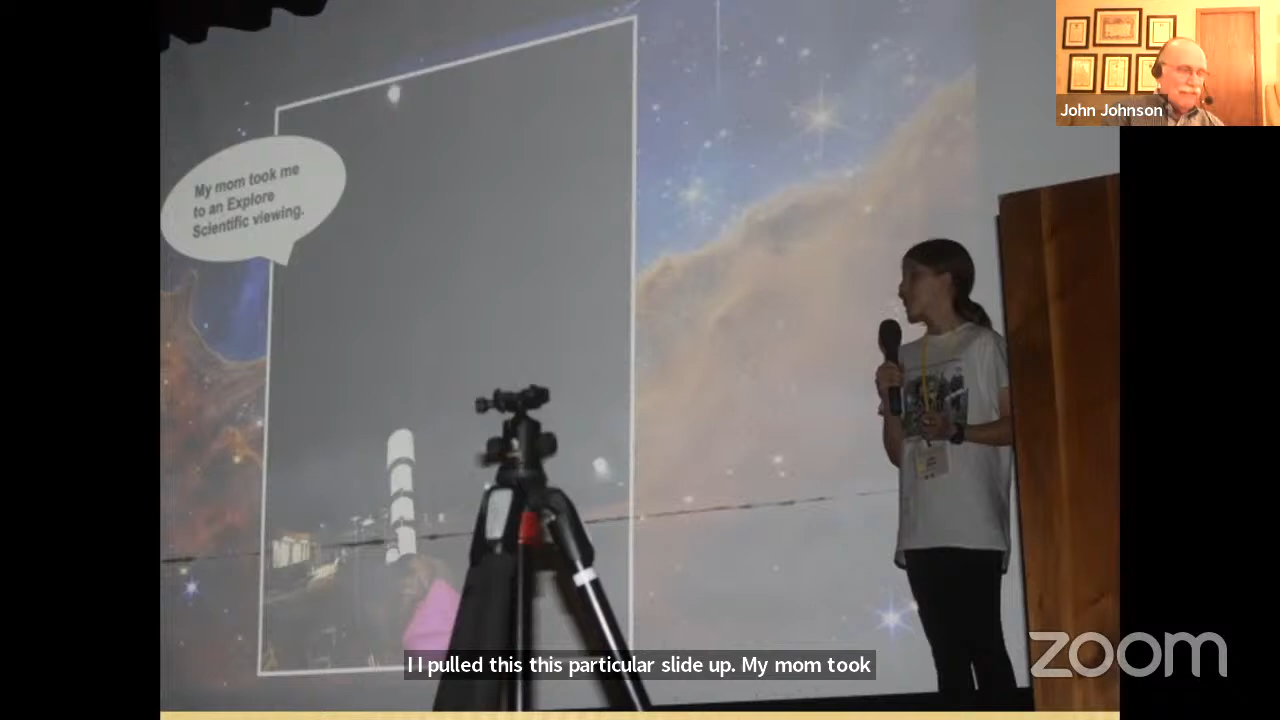 John Johnson
My mom took me
to an Explore
Scientific viewing.
I I pulled this this particular slide up. My mom took
zoom